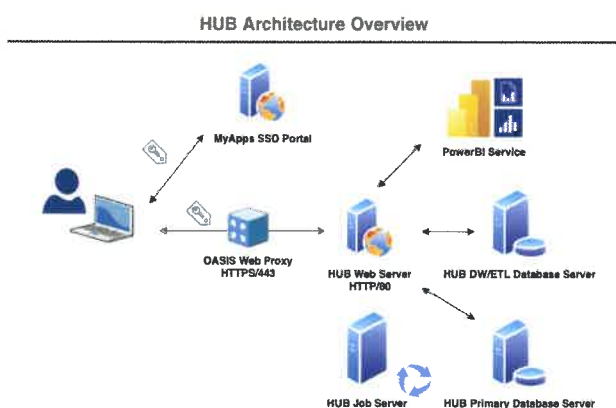 HUB Architecture Overview
MyApps SSO Portal
PowerBI Service
OASIS Web Proxy
HTTPS/443
HUB Web Server
HTTP/80
HUB DW/ETL Database Server
HUB Job Server
HUB Primary Database Server